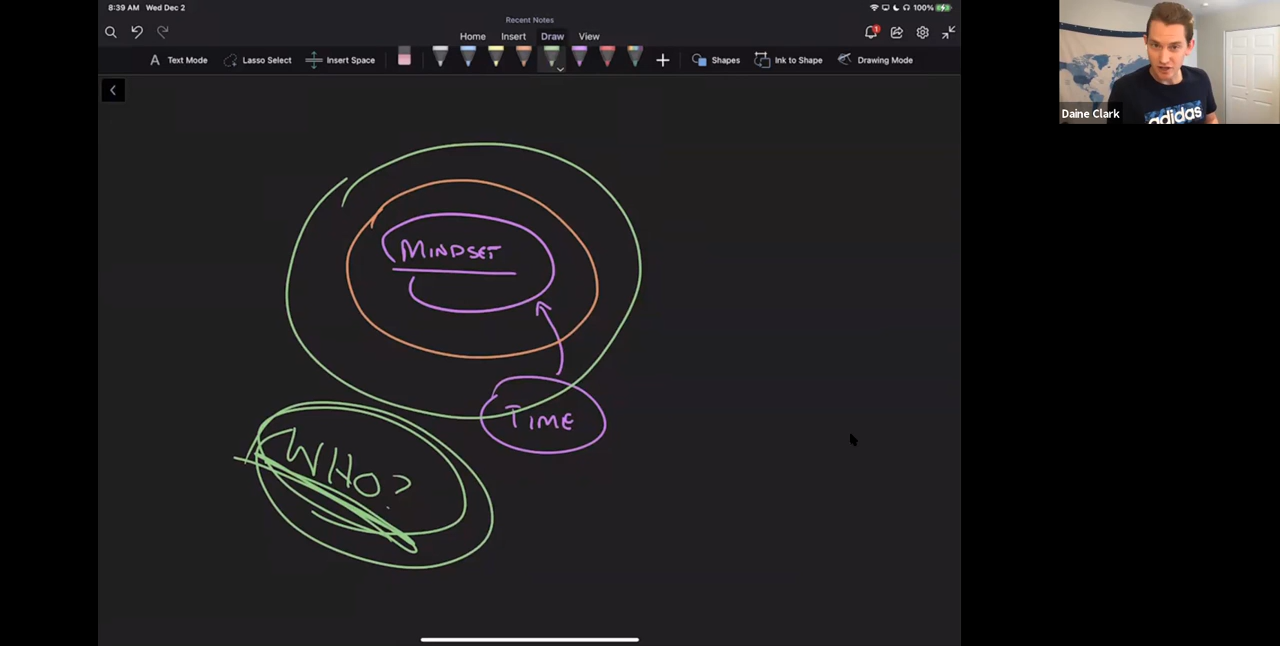 8:39 AM Wed Dec 2
100%
Recent Notes
Home Insert Draw View
1
Text Mode Lasso Select Insert Space Shapes Ink to Shape Drawing Mode
Daine Clark
adidas
MINDSET
TIME
WHO?